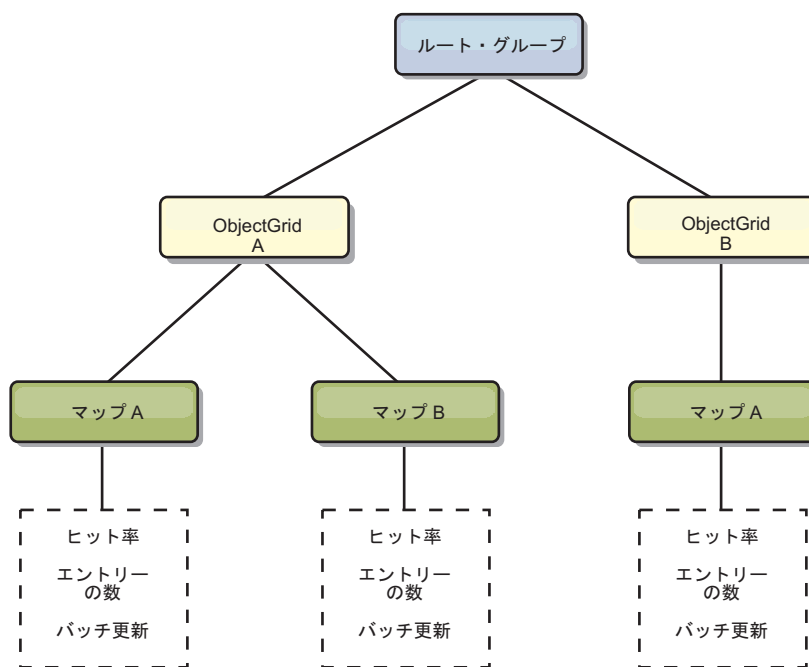 ルート・グループ
ObjectGrid
A
ObjectGrid
B
マップ A
マップ B
マップ A
ヒット率
エントリー
の数
バッチ更新
ヒット率
エントリー
の数
バッチ更新
ヒット率
エントリー
の数
バッチ更新